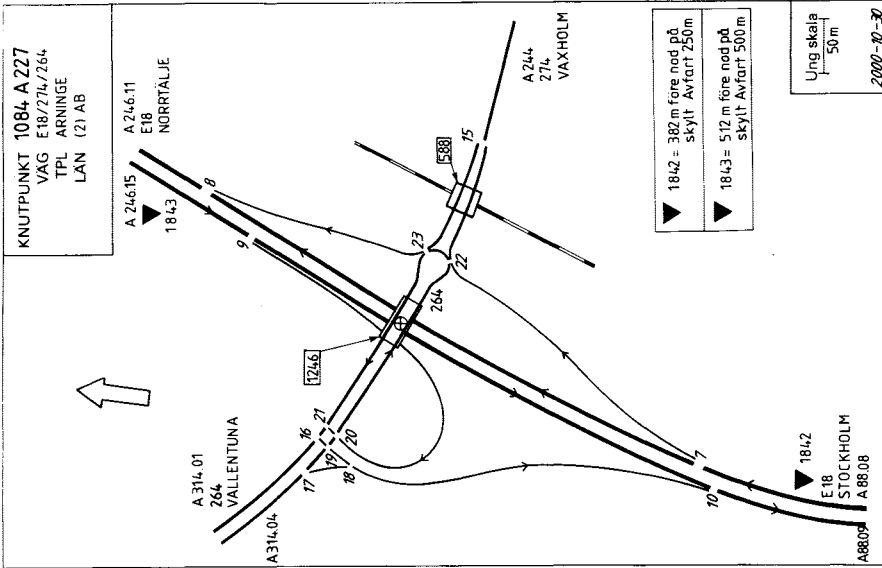 KNUTPUNKT 1084 A 227
VÄG E18/274/264
TPL ARNINGE
LÄN (2) AB
A 246.11
E18
NORRTÄLJE
A 246.15
1843
8
9
A 244
274
VAXHOLM
15
588
23
22
264
1246
16
21
20
19
17
18
A 314.01
264
VALLENTUNA
A 314.04
1842 = 382 m före nod på
skylt Avfart 250m
1843 = 512 m före nod på
skylt Avfart 500 m
7
10
1842
E18
STOCKHOLM
A 88.08
A88.09
Ung skala
50 m
2000-10-30